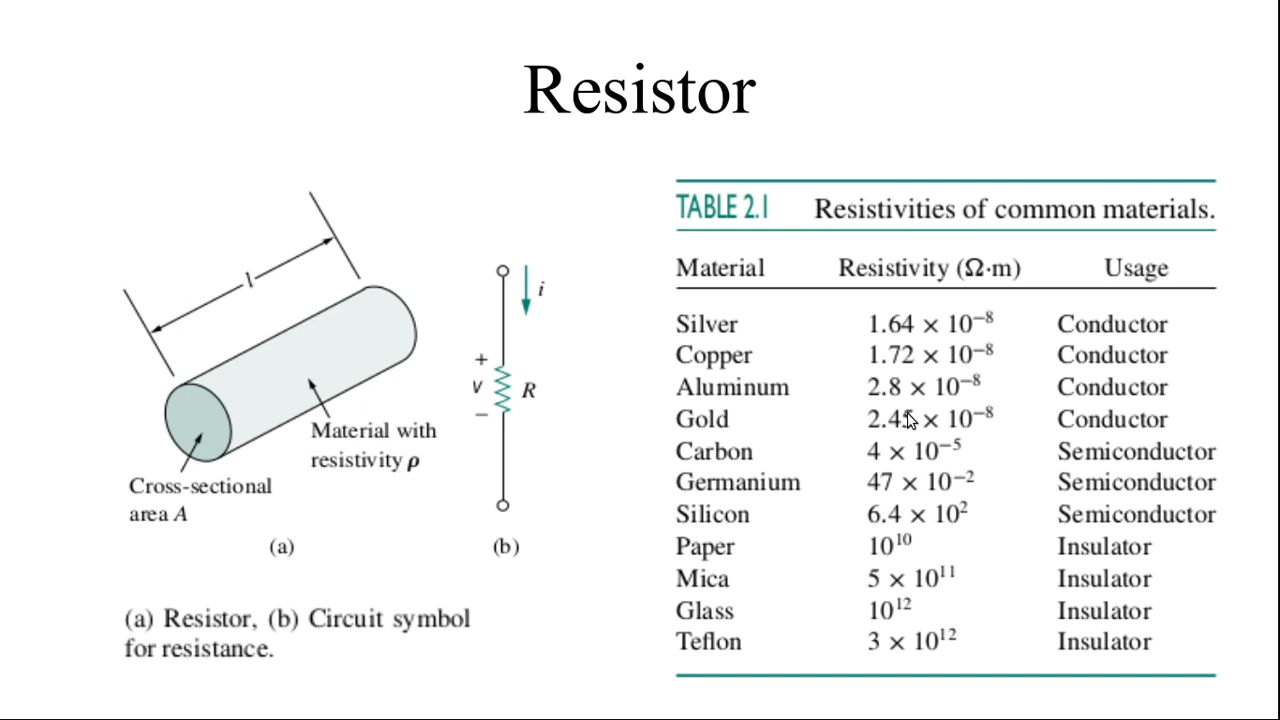 Resistor
l
Material with
resistivity ρ
Cross-sectional
area A
(a)
i
+
v
R
−
(b)
(a) Resistor, (b) Circuit symbol
for resistance.
TABLE 2.1 Resistivities of common materials.
Material Resistivity (Ω·m) Usage
Silver 1.64 × 10⁻⁸ Conductor
Copper 1.72 × 10⁻⁸ Conductor
Aluminum 2.8 × 10⁻⁸ Conductor
Gold 2.45 × 10⁻⁸ Conductor
Carbon 4 × 10⁻⁵ Semiconductor
Germanium 47 × 10⁻² Semiconductor
Silicon 6.4 × 10² Semiconductor
Paper 10¹⁰ Insulator
Mica 5 × 10¹¹ Insulator
Glass 10¹² Insulator
Teflon 3 × 10¹² Insulator